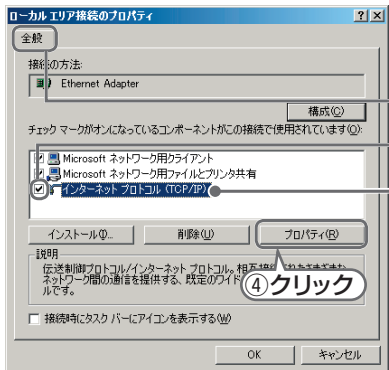 ローカル エリア接続のプロパティ
全般
接続の方法:
Ethernet Adapter
構成(C)
チェック マークがオンになっているコンポーネントがこの接続で使用されています(O):
Microsoft ネットワーク用クライアント
Microsoft ネットワーク用ファイルとプリンタ共有
インターネット プロトコル (TCP/IP)
インストール(I)...
削除(U)
プロパティ(R)
説明
伝送制御プロトコル/インターネット プロトコル。相互接続されたさまざまな
ネットワーク間の通信を提供する、既定のワイド
ルです。
④クリック
接続時にタスク バーにアイコンを表示する(W)
OK
キャンセル